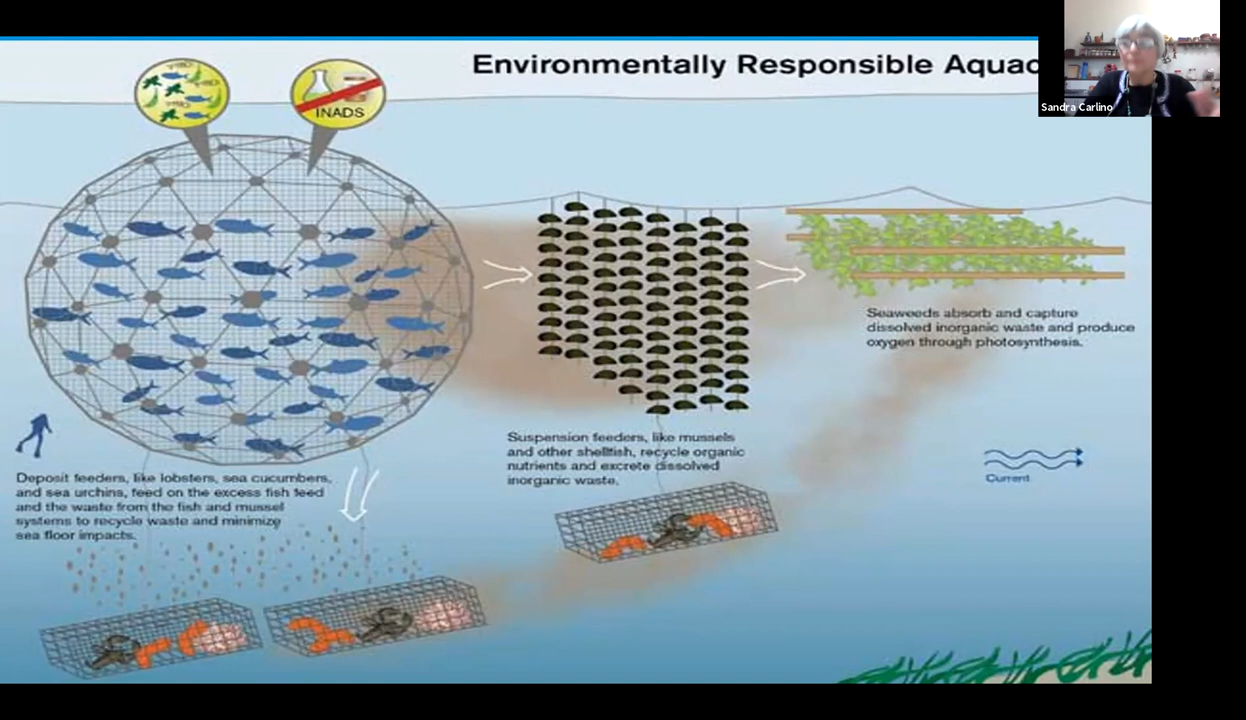 Environmentally Responsible Aquac
Sandra Carlino
INADS
Seaweeds absorb and capture
dissolved inorganic waste and produce
oxygen through photosynthesis.
Suspension feeders, like mussels
and other shellfish, recycle organic
nutrients and excrete dissolved
inorganic waste.
Current
Deposit feeders, like lobsters, sea cucumbers,
and sea urchins, feed on the excess fish feed
and the waste from the fish and mussel
systems to recycle waste and minimize
sea floor impacts.